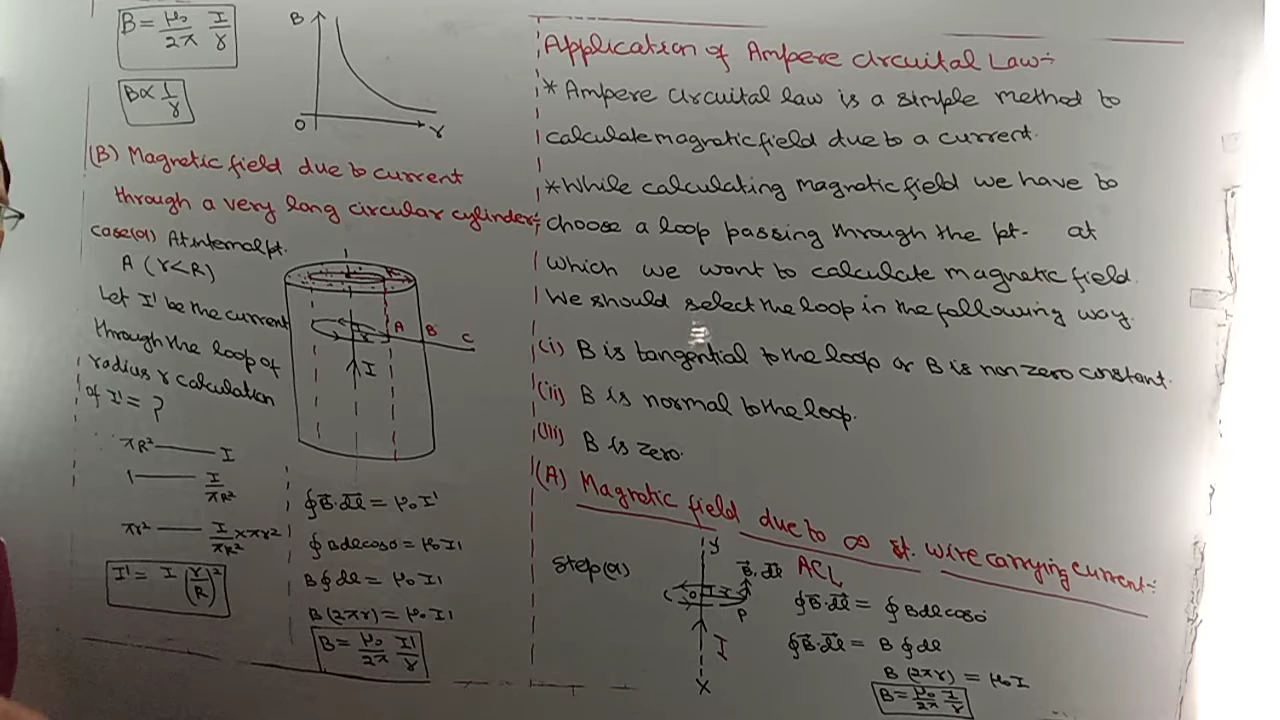 B = μ₀/2π I/r
B ∝ 1/r
B
O
r
(B) Magnetic field due to current
through a very long circular cylinder:-
case(a) At internal pt.
A (r<R)
Let I' be the current
through the loop of
radius r calculation
of I' = ?
πR² —— I
1 —— I/πR²
πr² —— I/πR² × πr²
I' = I (r/R)²
R
r
A
B
C
I
∮B⃗.dl⃗ = μ₀I'
∮Bdlcoso = μ₀I'
B∮dl = μ₀I'
B(2πr) = μ₀I'
B = μ₀/2π I'/r
Application of Ampere Circuital Law:-
* Ampere circuital law is a simple method to
calculate magnetic field due to a current.
* While calculating magnetic field we have to
choose a loop passing through the pt. at
which we want to calculate magnetic field.
We should select the loop in the following way.
(i) B is tangential to the loop or B is non zero constant.
(ii) B is normal to the loop.
(iii) B is zero.
(A) Magnetic field due to ∞ st. wire carrying current:-
Step(a)
Y
B⃗, dl⃗
O
r
P
I
X
ACL
∮B⃗.dl⃗ = ∮Bdlcoso
∮B⃗.dl⃗ = B∮dl
B(2πr) = μ₀I
B = μ₀/2π I/r